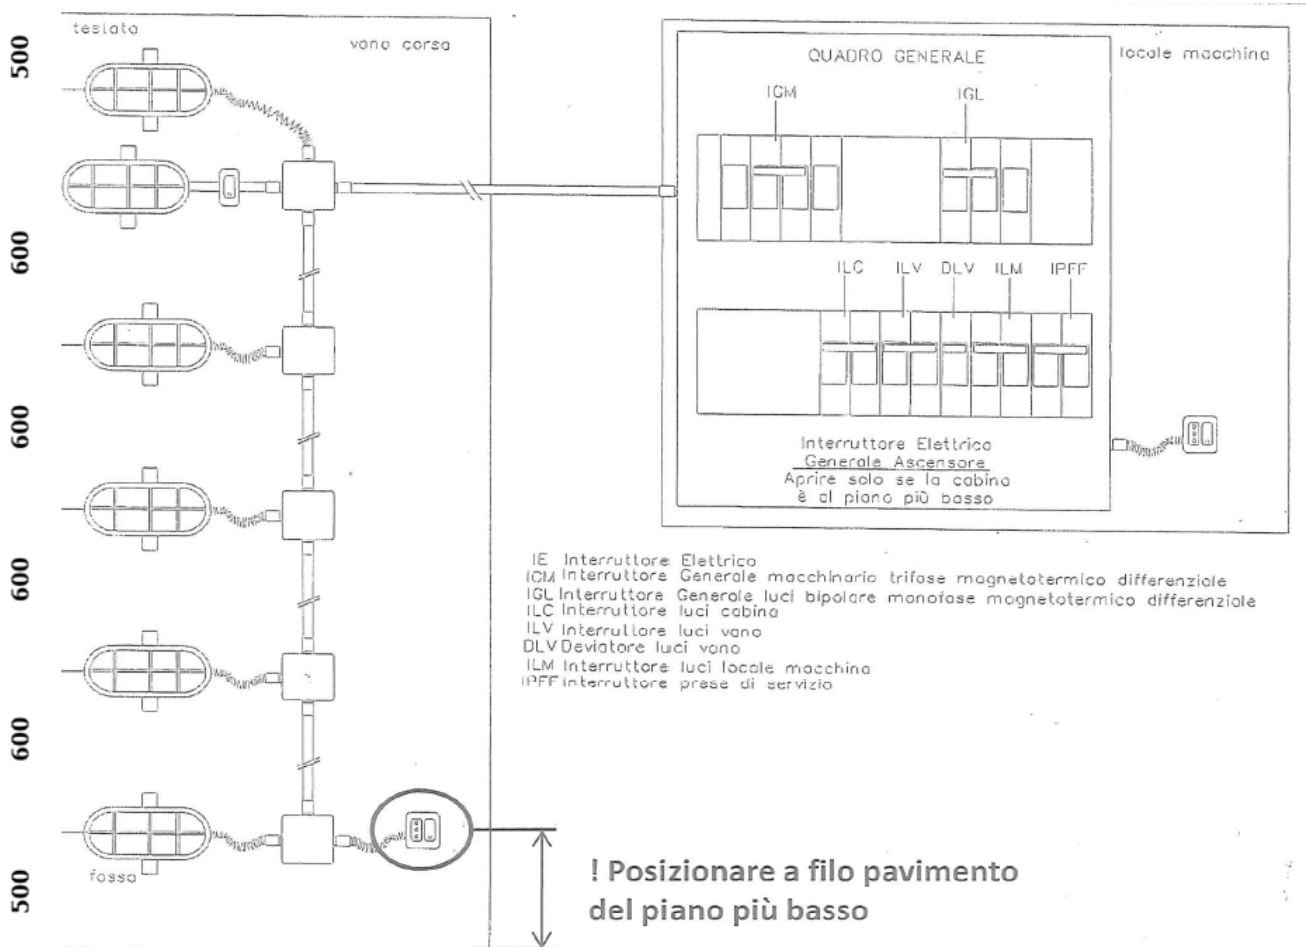 500
600
600
600
600
500
testata
vano corsa
fossa
QUADRO GENERALE
locale macchina
IGM
IGL
ILC ILV DLV ILM IPFF
Interruttore Elettrico
Generale Ascensore
Aprire solo se la cabina
è al piano più basso
IE Interruttore Elettrico
IGM Interruttore Generale macchinario trifase magnetotermico differenziale
IGL Interruttore Generale luci bipolare monofase magnetotermico differenziale
ILC Interruttore luci cabina
ILV Interruttore luci vano
DLV Deviatore luci vano
ILM Interruttore luci locale macchina
IPFF Interruttore prese di servizio
! Posizionare a filo pavimento
del piano più basso